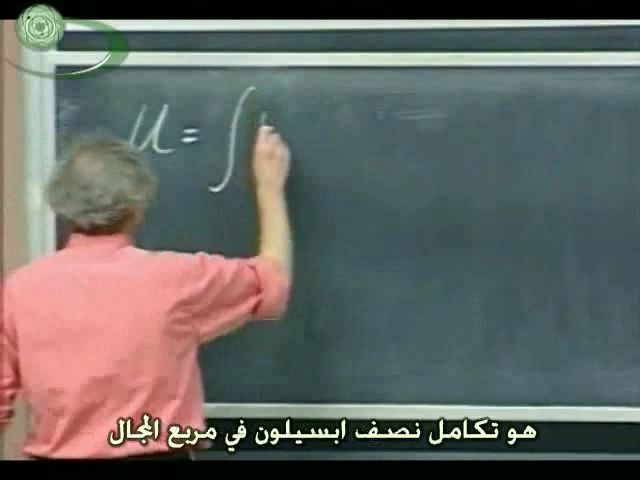 U = ∫
هو تكامل نصف ابسيلون في مربع المجال